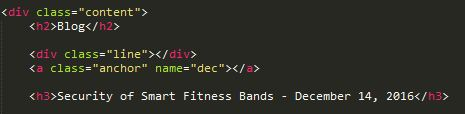 <div class="content">
<h2>Blog</h2>
<div class="line"></div>
<a class="anchor" name="dec"></a>
<h3>Security of Smart Fitness Bands - December 14, 2016</h3>